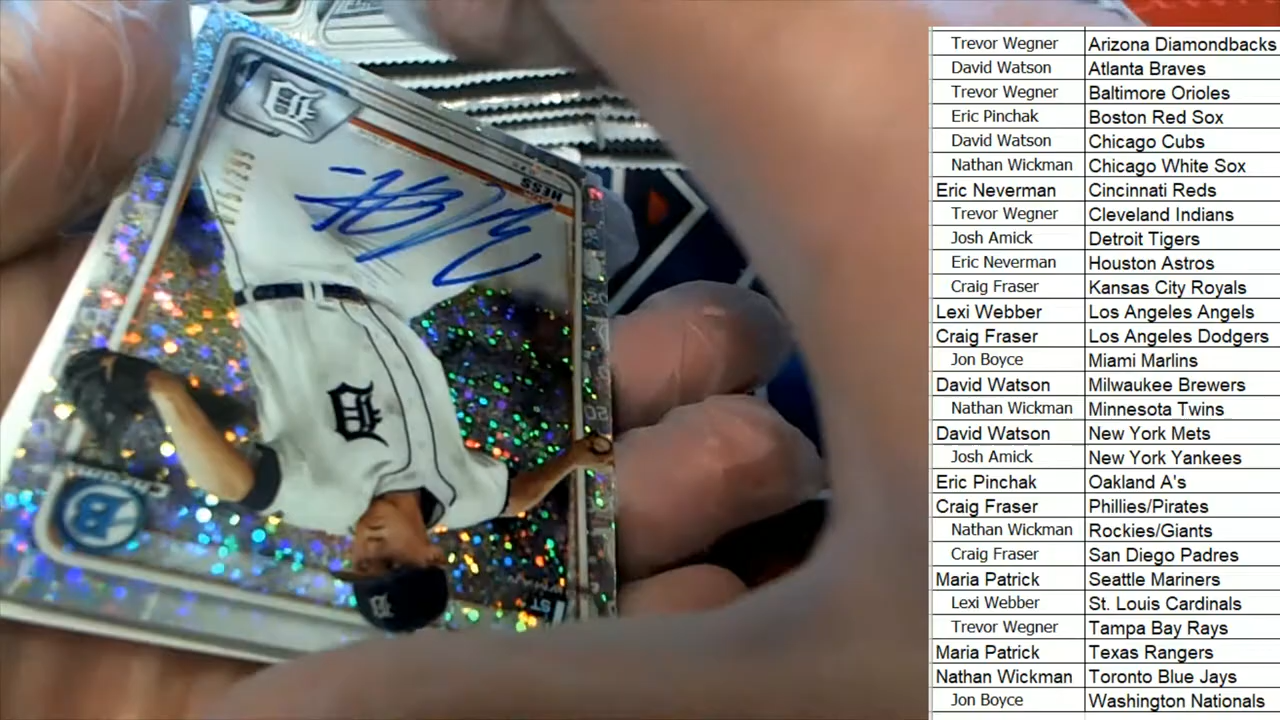 Trevor Wegner Arizona Diamondbacks
David Watson Atlanta Braves
Trevor Wegner Baltimore Orioles
Eric Pinchak Boston Red Sox
David Watson Chicago Cubs
Nathan Wickman Chicago White Sox
Eric Neverman Cincinnati Reds
Trevor Wegner Cleveland Indians
Josh Amick Detroit Tigers
Eric Neverman Houston Astros
Craig Fraser Kansas City Royals
Lexi Webber Los Angeles Angels
Craig Fraser Los Angeles Dodgers
Jon Boyce Miami Marlins
David Watson Milwaukee Brewers
Nathan Wickman Minnesota Twins
David Watson New York Mets
Josh Amick New York Yankees
Eric Pinchak Oakland A's
Craig Fraser Phillies/Pirates
Nathan Wickman Rockies/Giants
Craig Fraser San Diego Padres
Maria Patrick Seattle Mariners
Lexi Webber St. Louis Cardinals
Trevor Wegner Tampa Bay Rays
Maria Patrick Texas Rangers
Nathan Wickman Toronto Blue Jays
Jon Boyce Washington Nationals
HESS
D
B
CHROME
1ST